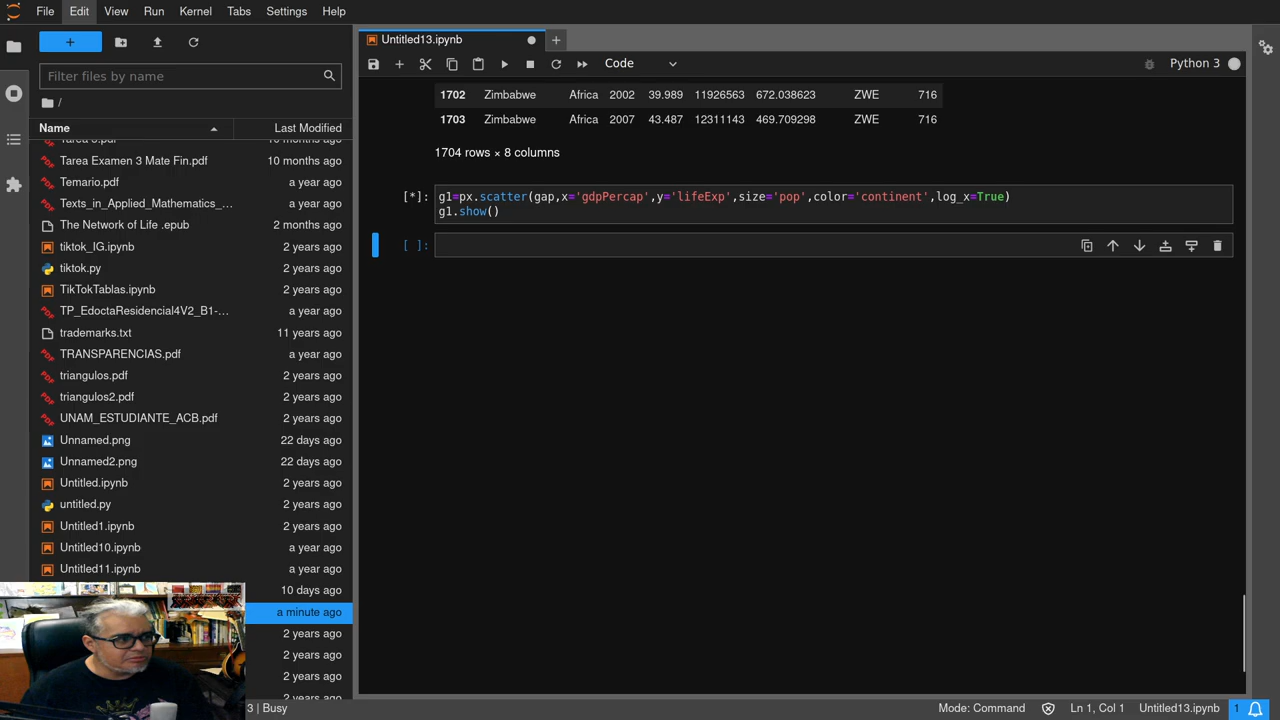 File Edit View Run Kernel Tabs Settings Help
Untitled13.ipynb
Filter files by name
Code
Python 3
/
Name Last Modified
10 months ago
Tarea Examen 3 Mate Fin.pdf 10 months ago
Temario.pdf a year ago
Texts_in_Applied_Mathematics_... a year ago
The Network of Life .epub 2 months ago
tiktok_IG.ipynb 2 years ago
tiktok.py 2 years ago
TikTokTablas.ipynb 2 years ago
TP_EdoctaResidencial4V2_B1-... a year ago
trademarks.txt 11 years ago
TRANSPARENCIAS.pdf a year ago
triangulos.pdf 2 years ago
triangulos2.pdf 2 years ago
UNAM_ESTUDIANTE_ACB.pdf 2 years ago
Unnamed.png 22 days ago
Unnamed2.png 22 days ago
Untitled.ipynb 2 years ago
untitled.py 2 years ago
Untitled1.ipynb 2 years ago
Untitled10.ipynb a year ago
Untitled11.ipynb a year ago
10 days ago
a minute ago
2 years ago
2 years ago
2 years ago
2 years ago
1702 Zimbabwe Africa 2002 39.989 11926563 672.038623 ZWE 716
1703 Zimbabwe Africa 2007 43.487 12311143 469.709298 ZWE 716
1704 rows × 8 columns
[*]: g1=px.scatter(gap,x='gdpPercap',y='lifeExp',size='pop',color='continent',log_x=True)
g1.show()
[ ]:
3 | Busy
Mode: Command Ln 1, Col 1 Untitled13.ipynb 1